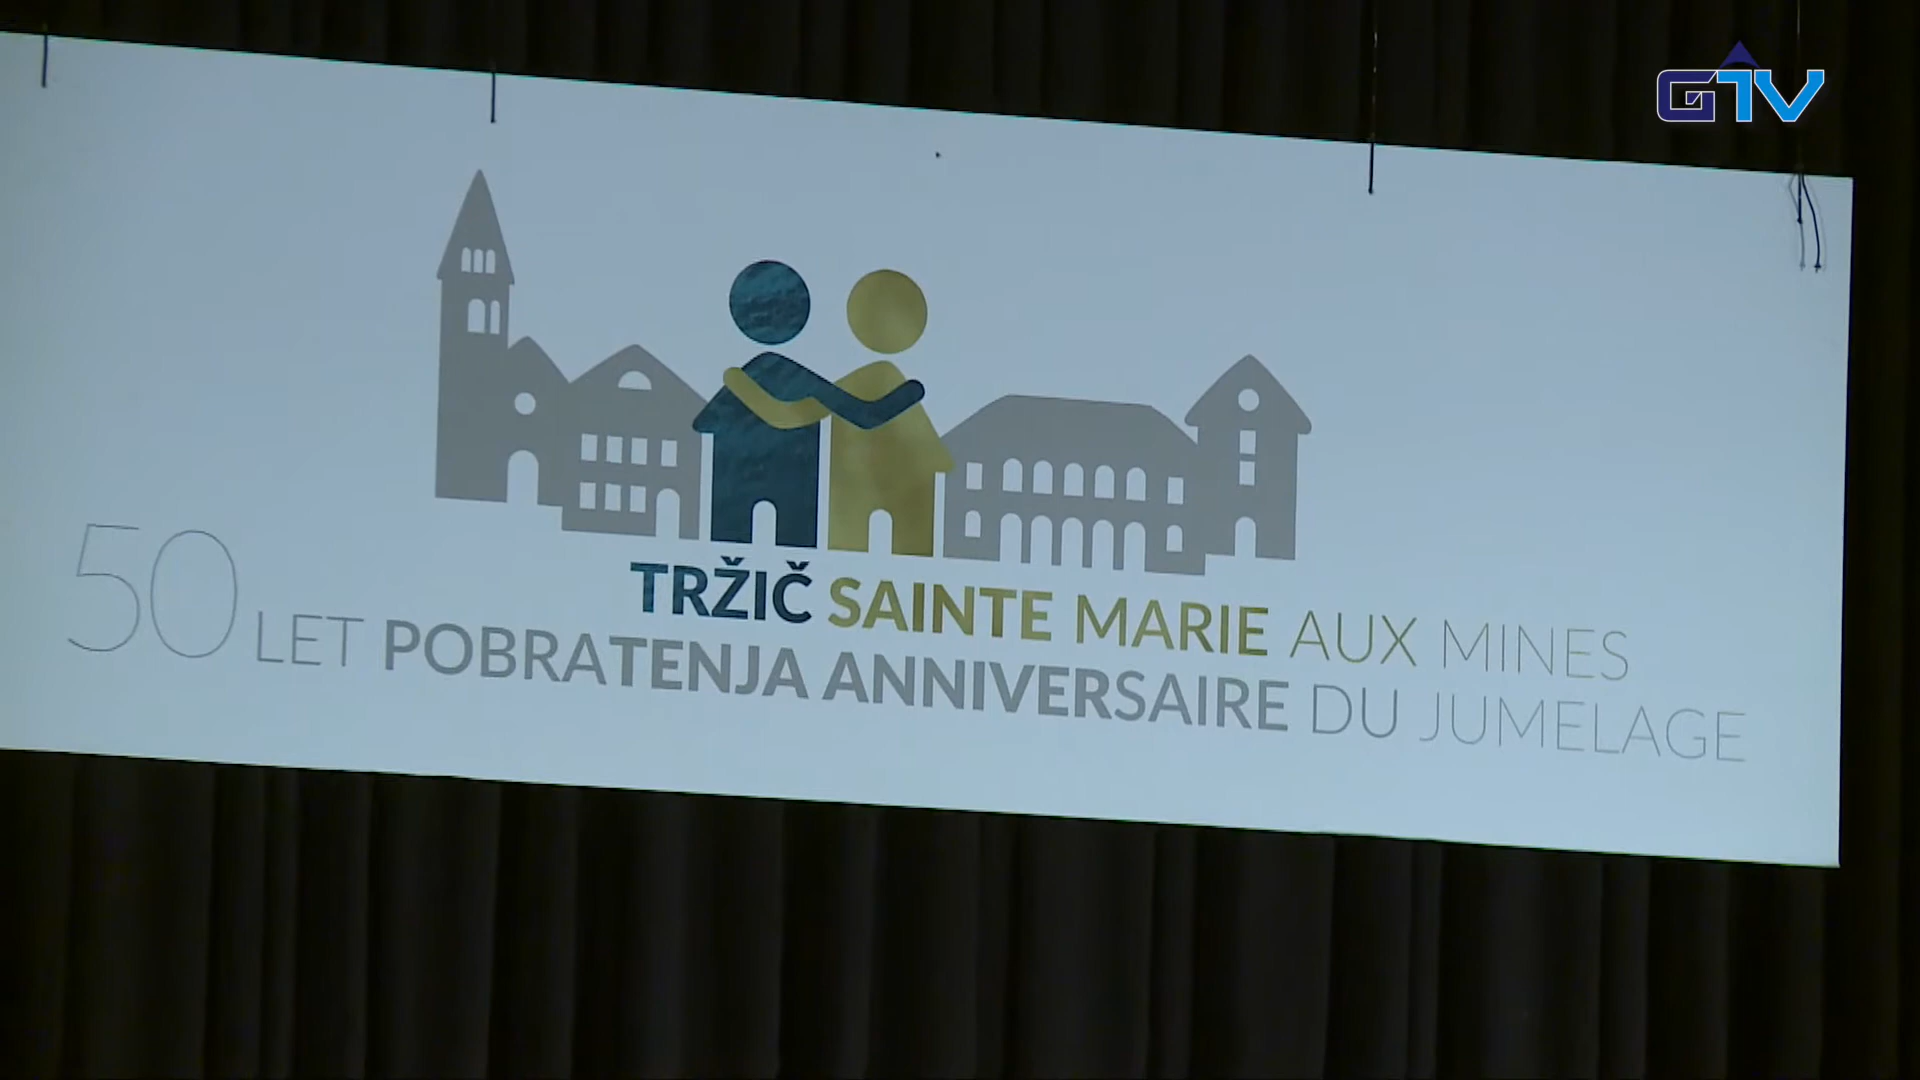 GTV
TRŽIČ SAINTE MARIE AUX MINES
50 LET POBRATENJA ANNIVERSAIRE DU JUMELAGE